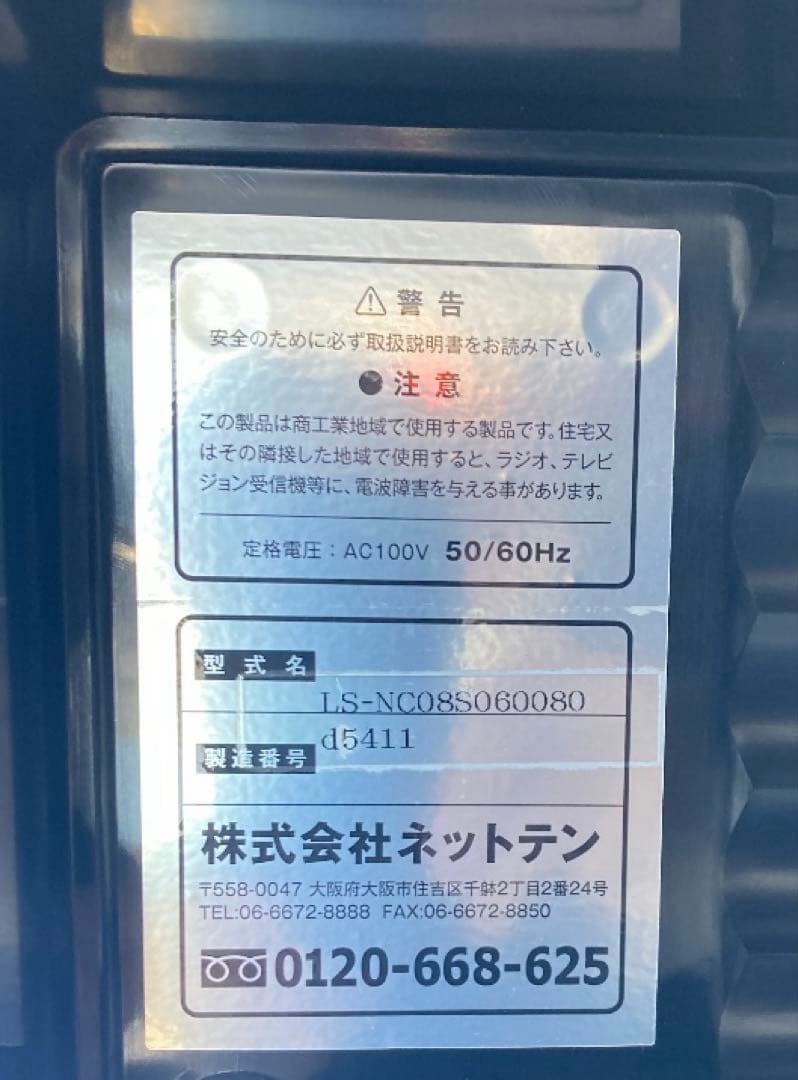 ⚠ 警告
安全のために必ず取扱説明書をお読み下さい。
●注意
この製品は商工業地域で使用する製品です。住宅又
はその隣接した地域で使用すると、ラジオ、テレビ
ジョン受信機等に、電波障害を与える事があります。
定格電圧：AC100V 50/60Hz
型式名
LS-NC08S060080
d5411
製造番号
株式会社ネットテン
〒558-0047 大阪府大阪市住吉区千躰2丁目2番24号
TEL:06-6672-8888 FAX:06-6672-8850
0120-668-625